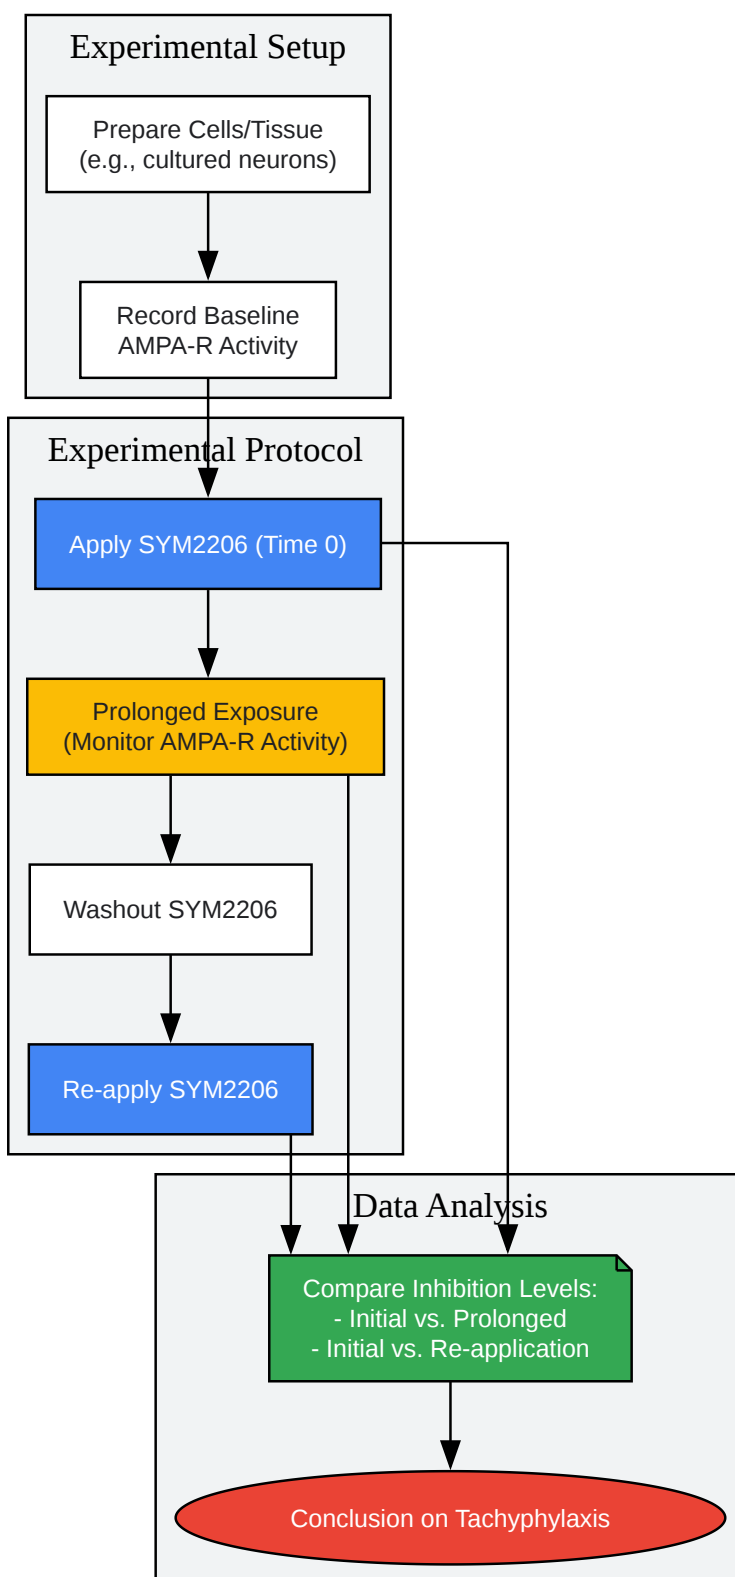 Experimental Setup
Prepare Cells/Tissue
(e.g., cultured neurons)
Record Baseline
AMPA-R Activity
Experimental Protocol
Apply SYM2206 (Time 0)
Prolonged Exposure
(Monitor AMPA-R Activity)
Washout SYM2206
Re-apply SYM2206
Data Analysis
Compare Inhibition Levels:
- Initial vs. Prolonged
- Initial vs. Re-application
Conclusion on Tachyphylaxis